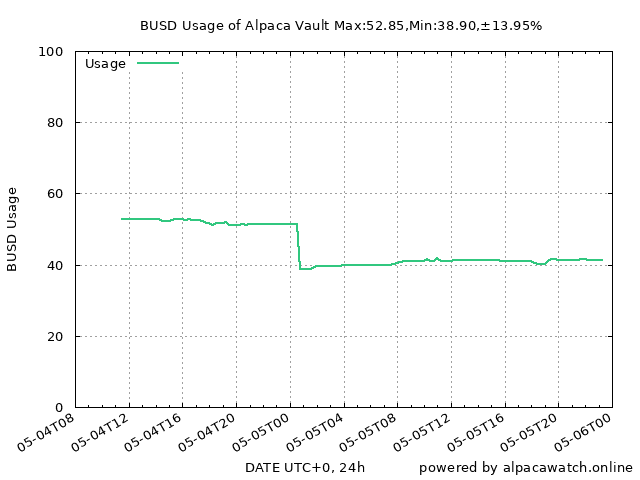 BUSD Usage of Alpaca Vault Max:52.85,Min:38.90,±13.95%
100
Usage
80
60
BUSD Usage
40
20
0
05-04T08
05-04T12
05-04T16
05-04T20
05-05T00
05-05T04
05-05T08
05-05T12
05-05T16
05-05T20
05-06T00
DATE UTC+0, 24h
powered by alpacawatch.online